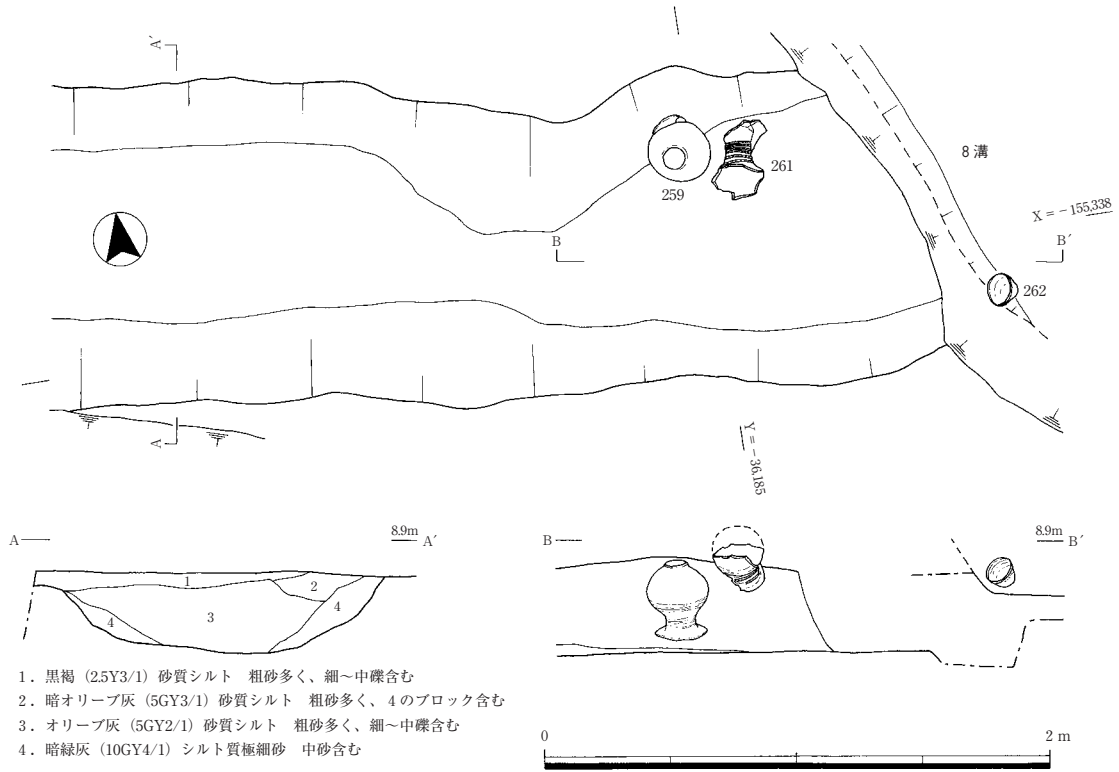 A′
8溝
261
259
X=−155,338
B
B′
262
A
Y=−36,185
A
8.9m
A′
B
8.9m
B′
1
2
4
3
4
1．黒褐（2.5Y3/1）砂質シルト　粗砂多く、細～中礫含む
2．暗オリーブ灰（5GY3/1）砂質シルト　粗砂多く、4のブロック含む
3．オリーブ灰（5GY2/1）砂質シルト　粗砂多く、細～中礫含む
4．暗緑灰（10GY4/1）シルト質極細砂　中砂含む
0
2 m